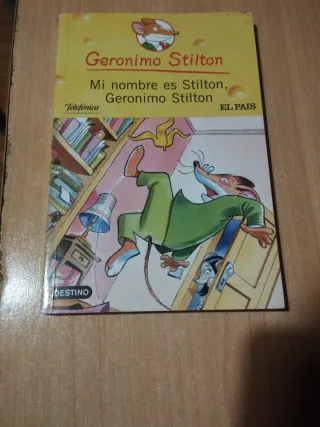 Geronimo Stilton
Mi nombre es Stilton,
Geronimo Stilton
Telefónica
EL PAIS
DESTINO